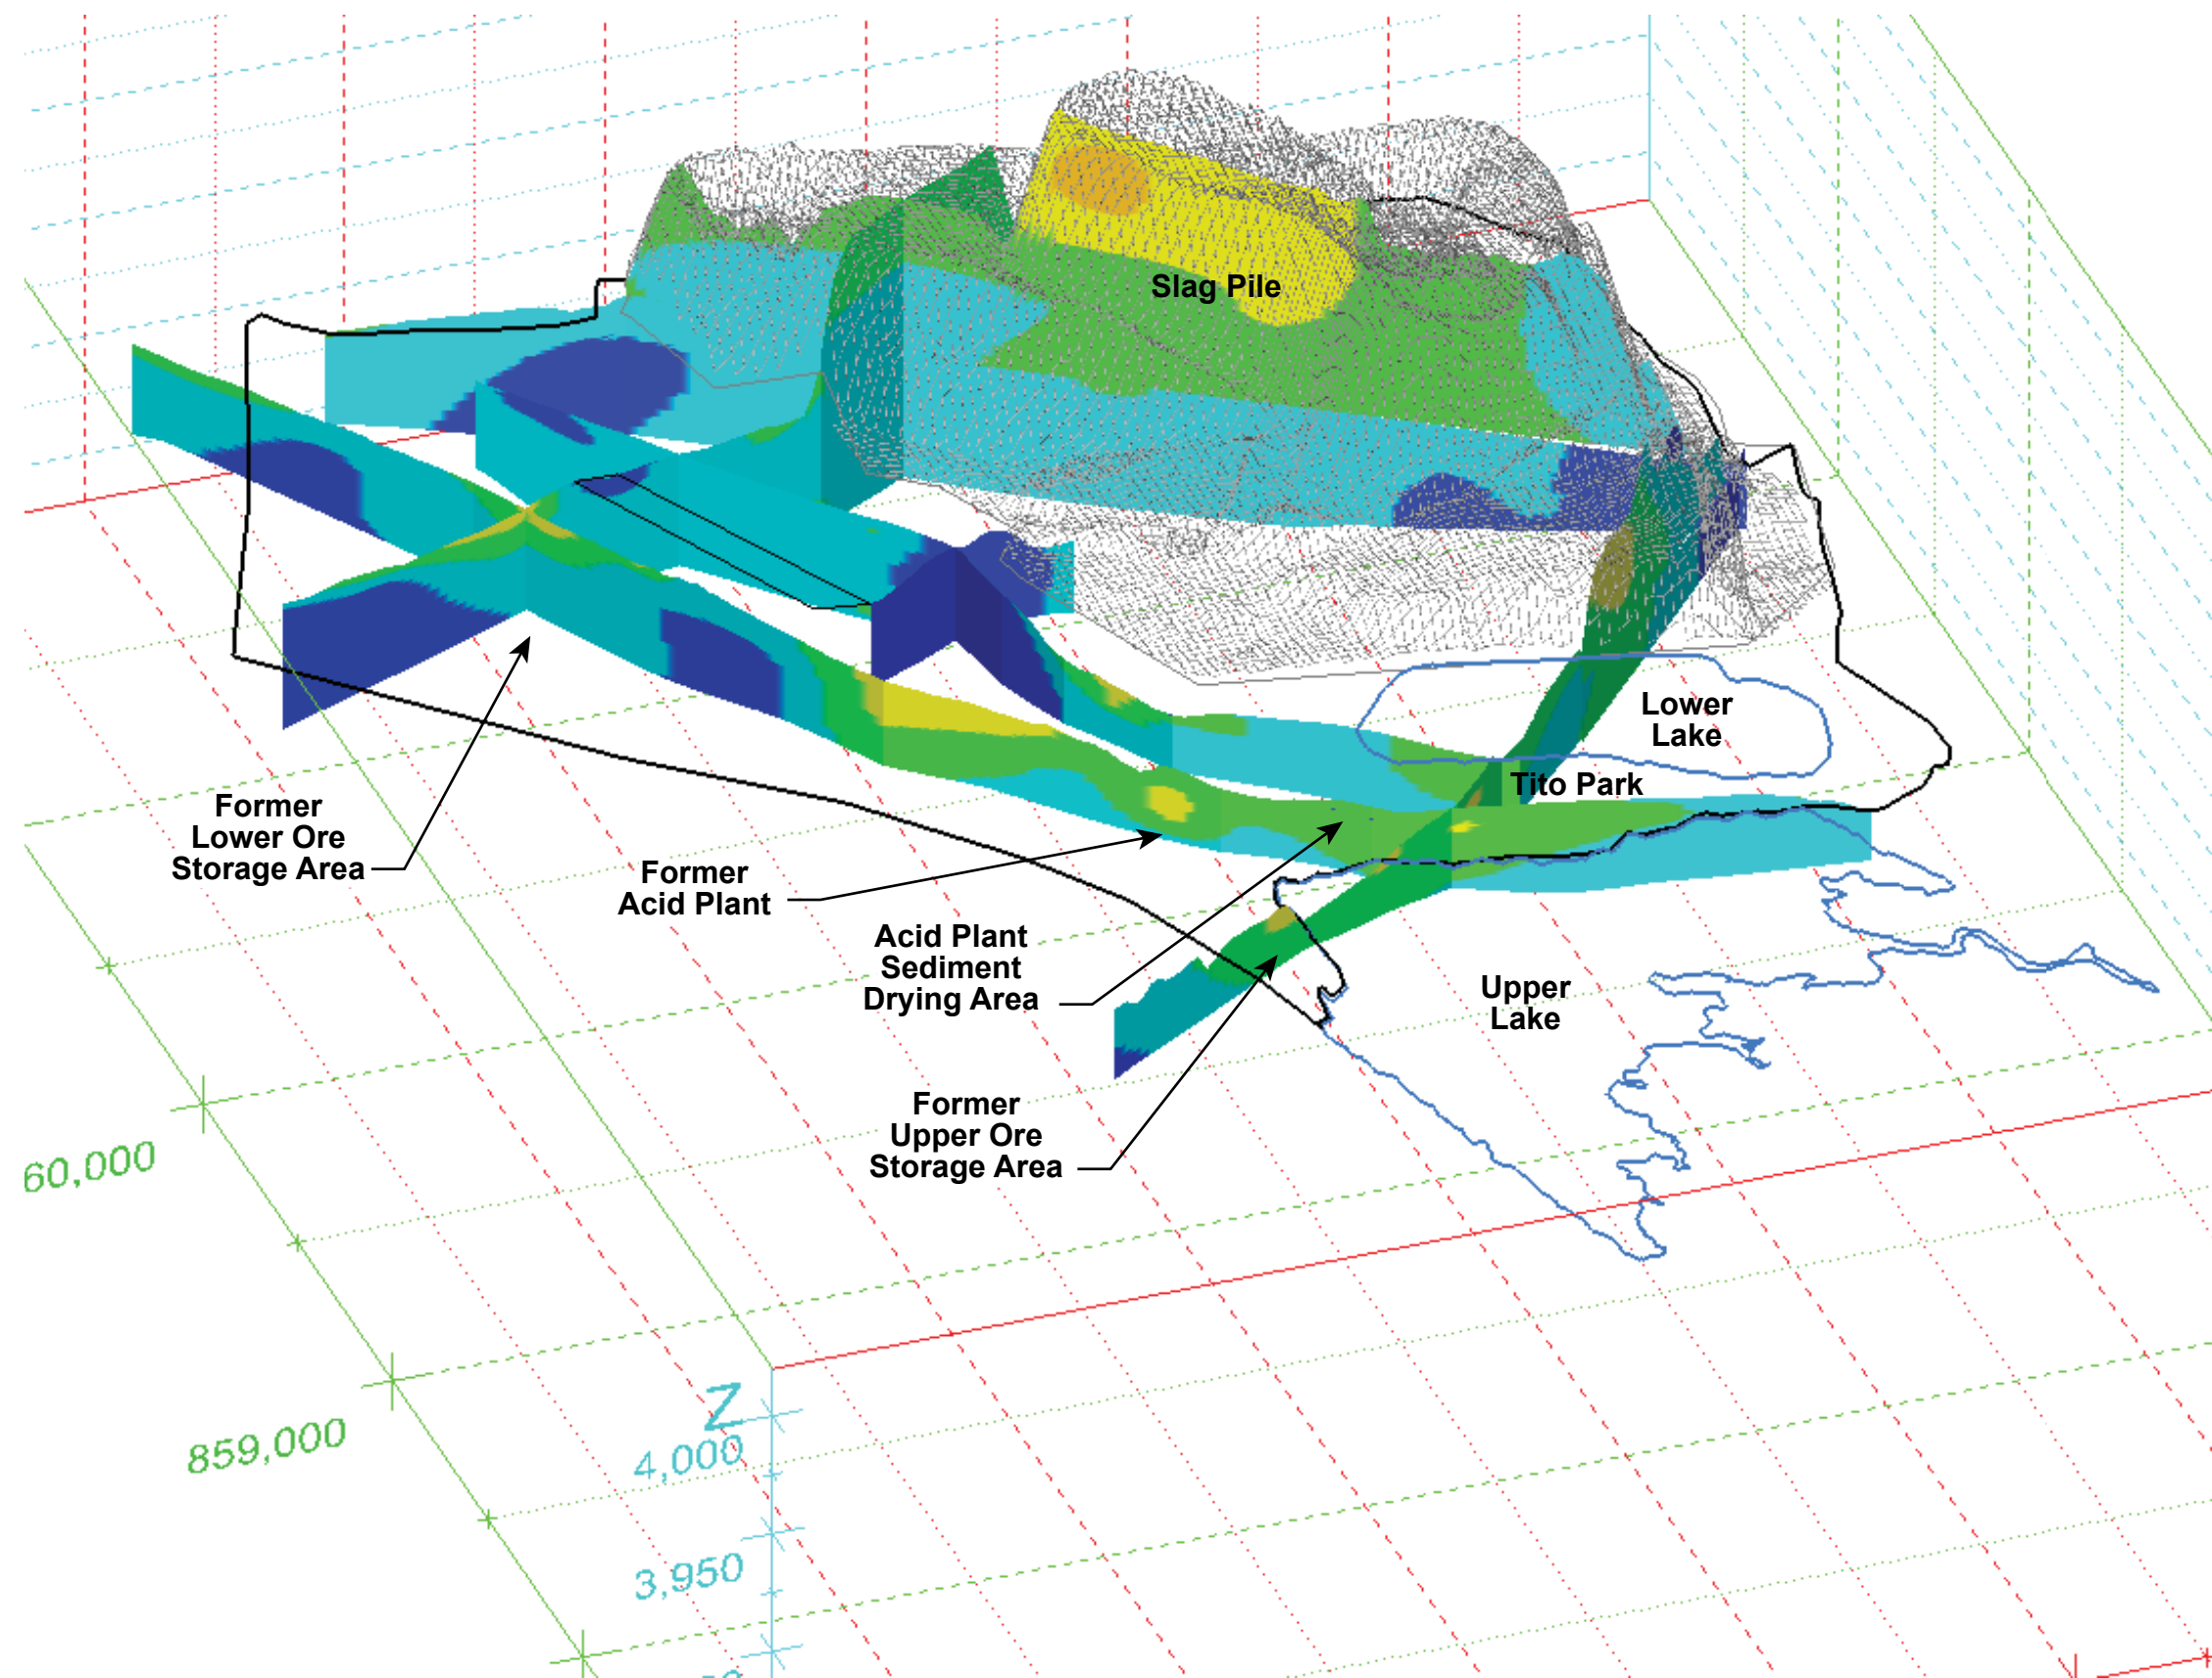 Slag Pile
Lower
Lake
Tito Park
Former
Lower Ore
Storage Area
Former
Acid Plant
Acid Plant
Sediment
Drying Area
Upper
Lake
Former
Upper Ore
Storage Area
60,000
859,000
Z
4,000
3,950